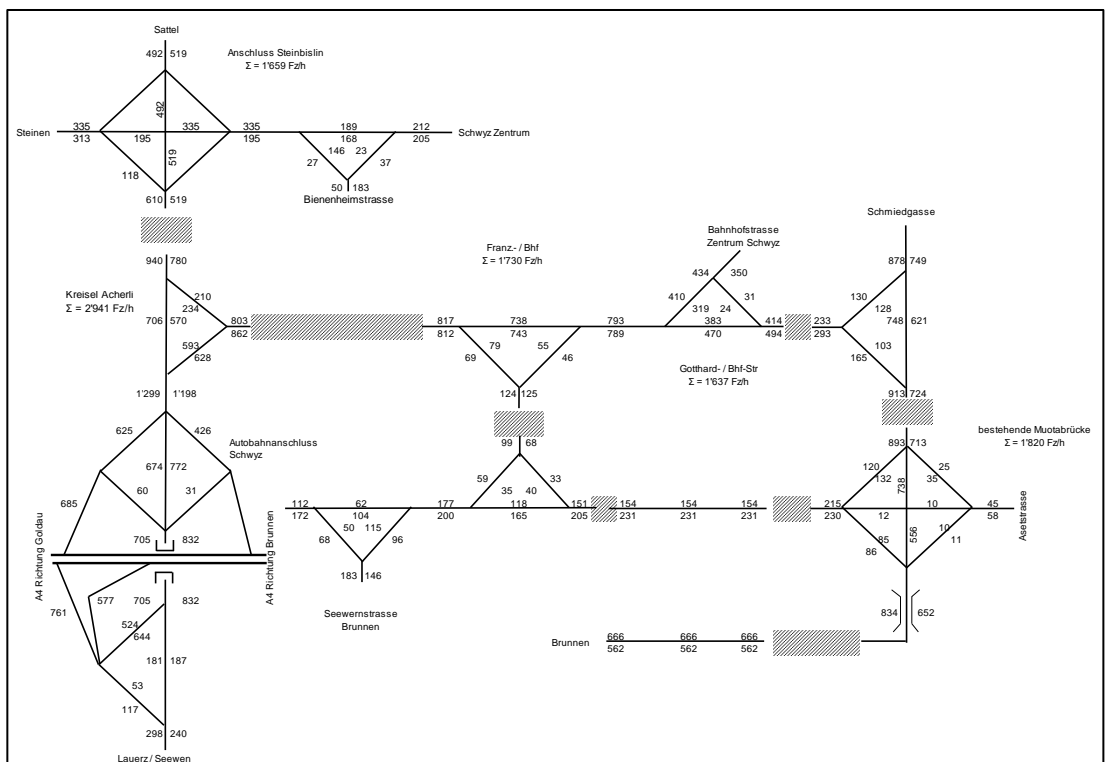 Sattel
492 519
Anschluss Steinbislin
Σ = 1'659 Fz/h
492
335 335 335 189 212
Steinen
Schwyz Zentrum
313 195 195 168 205
519
146 23
118 27 37
50 183
610 519
Bienenheimstrasse
Schmiedgasse
Bahnhofstrasse
Zentrum Schwyz
Franz.- / Bhf
Σ = 1'730 Fz/h
878 749
940 780
434 350
Kreisel Acherli
Σ = 2'941 Fz/h
210
234
410 31
130
128
319 24
706 570
803 817 738 793 383 414 233
748 621
862 812 743 789 470 494 293
593
628
79 55
69 46
103
165
Gotthard- / Bhf-Str
Σ = 1'637 Fz/h
1'299 1'198
124 125
913 724
625 426
Autobahnanschluss
Schwyz
99 68
893 713
bestehende Muotabrücke
Σ = 1'820 Fz/h
674 772
59 33
35 40
120 25
132 35
738
60 31
685
112 62 177 118 151 154 154 154 215 10 45
172 104 200 165 205 231 231 231 230 12 58
50 115
68 96
556
85 10
86 11
Asetstrasse
705 832
A4 Richtung Goldau
A4 Richtung Brunnen
183 146
577 705 832
761
Seewernstrasse
Brunnen
834 652
524
644
Brunnen
666 666 666
562 562 562
181 187
53
117
298 240
Lauerz / Seewen